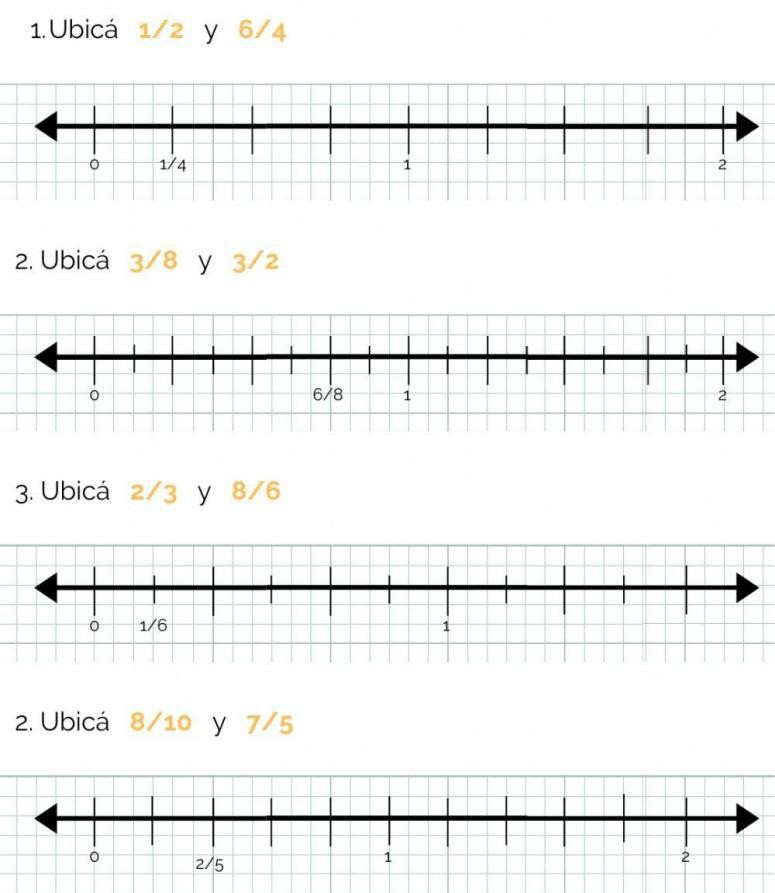 1.Ubicá 1/2 y 6/4
0 1/4 1 2
2. Ubicá 3/8 y 3/2
0 6/8 1 2
3. Ubicá 2/3 y 8/6
0 1/6 1
2. Ubicá 8/10 y 7/5
0 2/5 1 2